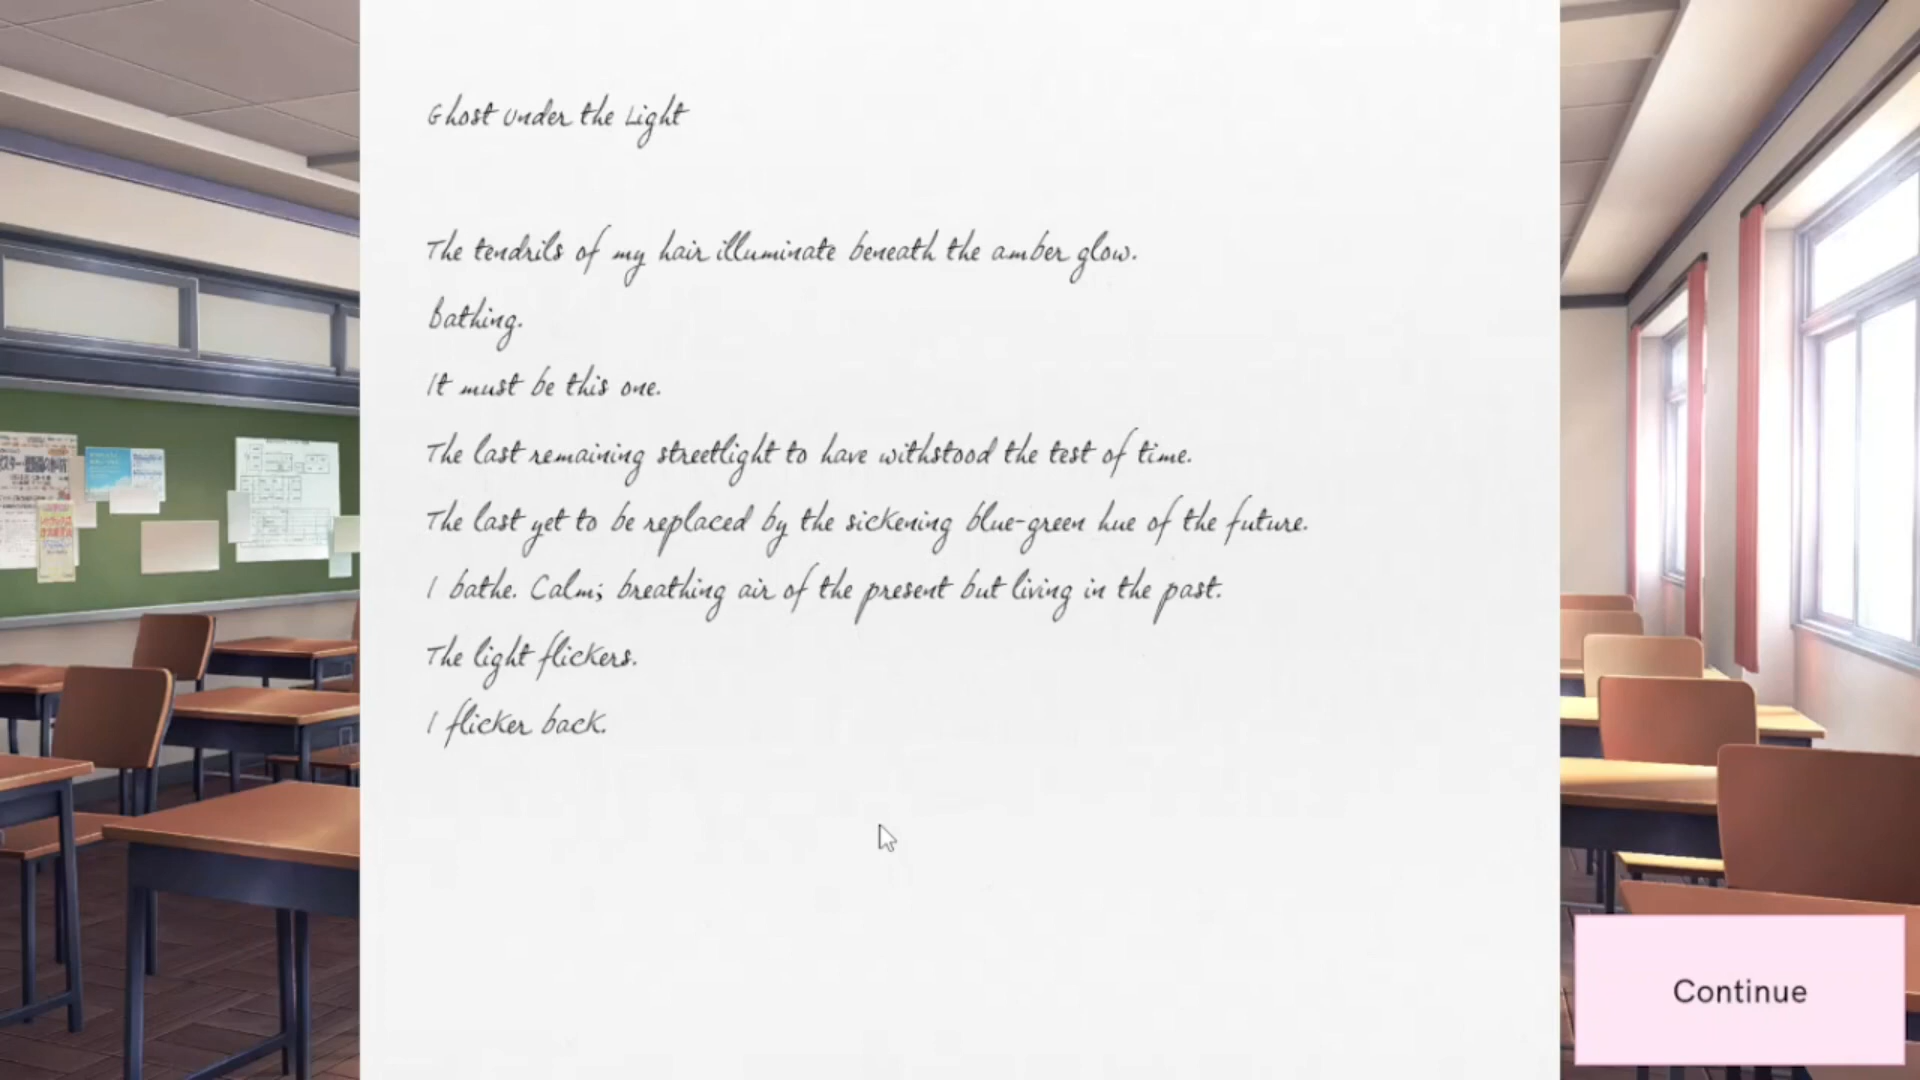 Ghost Under the Light
The tendrils of my hair illuminate beneath the amber glow.
Bathing.
It must be this one.
The last remaining streetlight to have withstood the test of time.
The last yet to be replaced by the sickening blue-green hue of the future.
I bathe. Calm; breathing air of the present but living in the past.
The light flickers.
I flicker back.
Continue